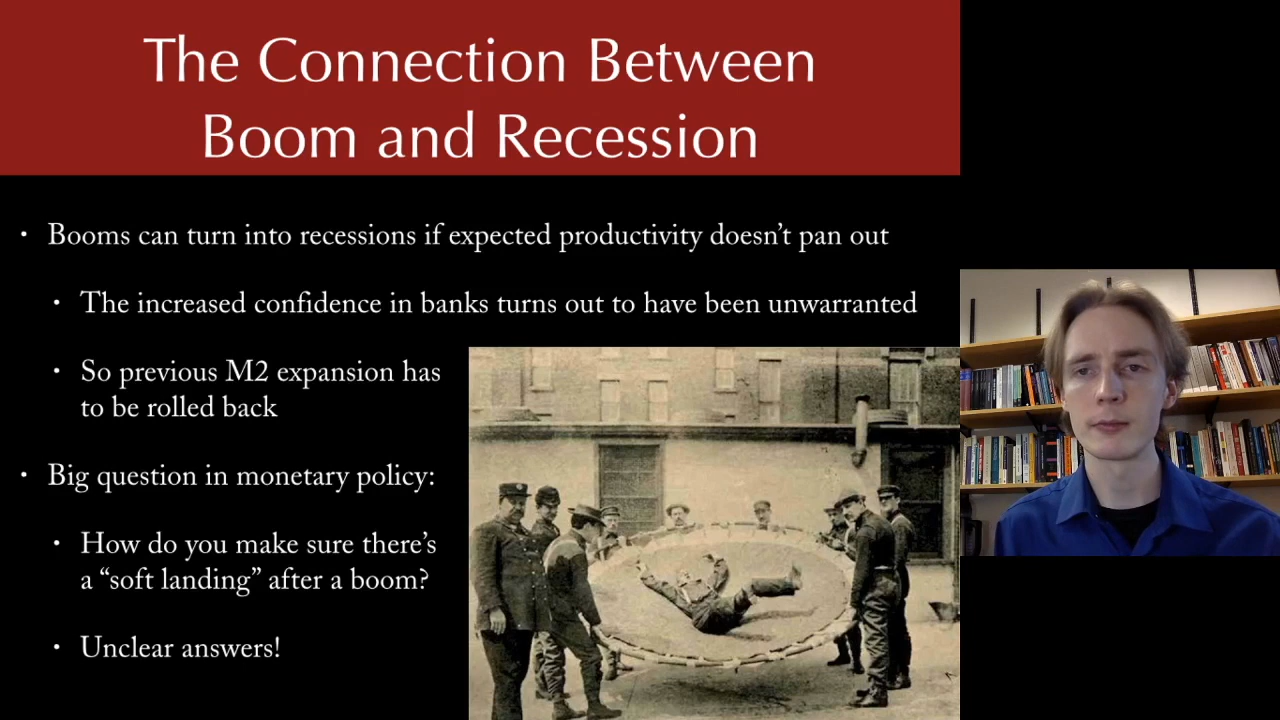 The Connection Between
Boom and Recession
• Booms can turn into recessions if expected productivity doesn’t pan out
• The increased confidence in banks turns out to have been unwarranted
• So previous M2 expansion has
to be rolled back
• Big question in monetary policy:
• How do you make sure there’s
a “soft landing” after a boom?
• Unclear answers!